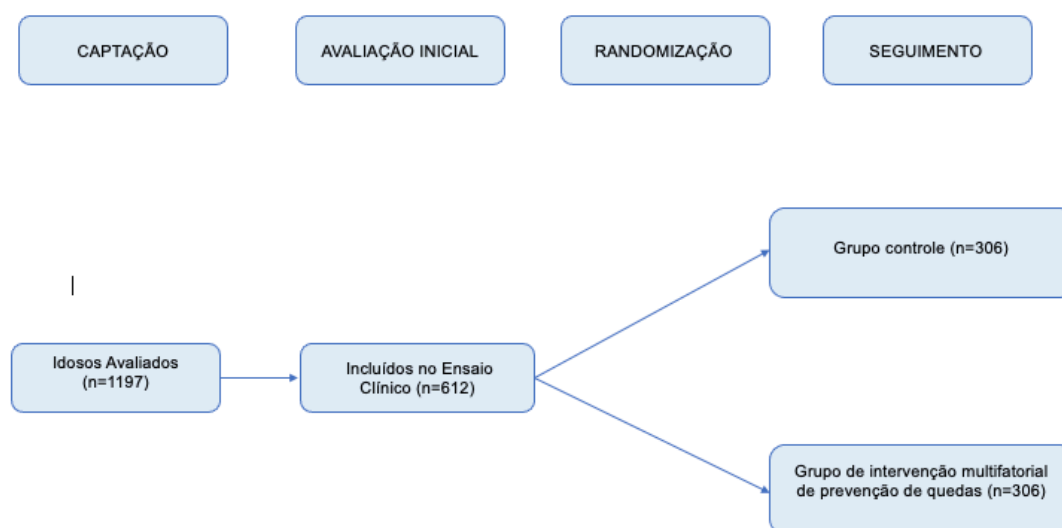 CAPTAÇÃO
AVALIAÇÃO INICIAL
RANDOMIZAÇÃO
SEGUIMENTO
Grupo controle (n=306)
Idosos Avaliados
(n=1197)
Incluídos no Ensaio
Clínico (n=612)
Grupo de intervenção multifatorial
de prevenção de quedas (n=306)